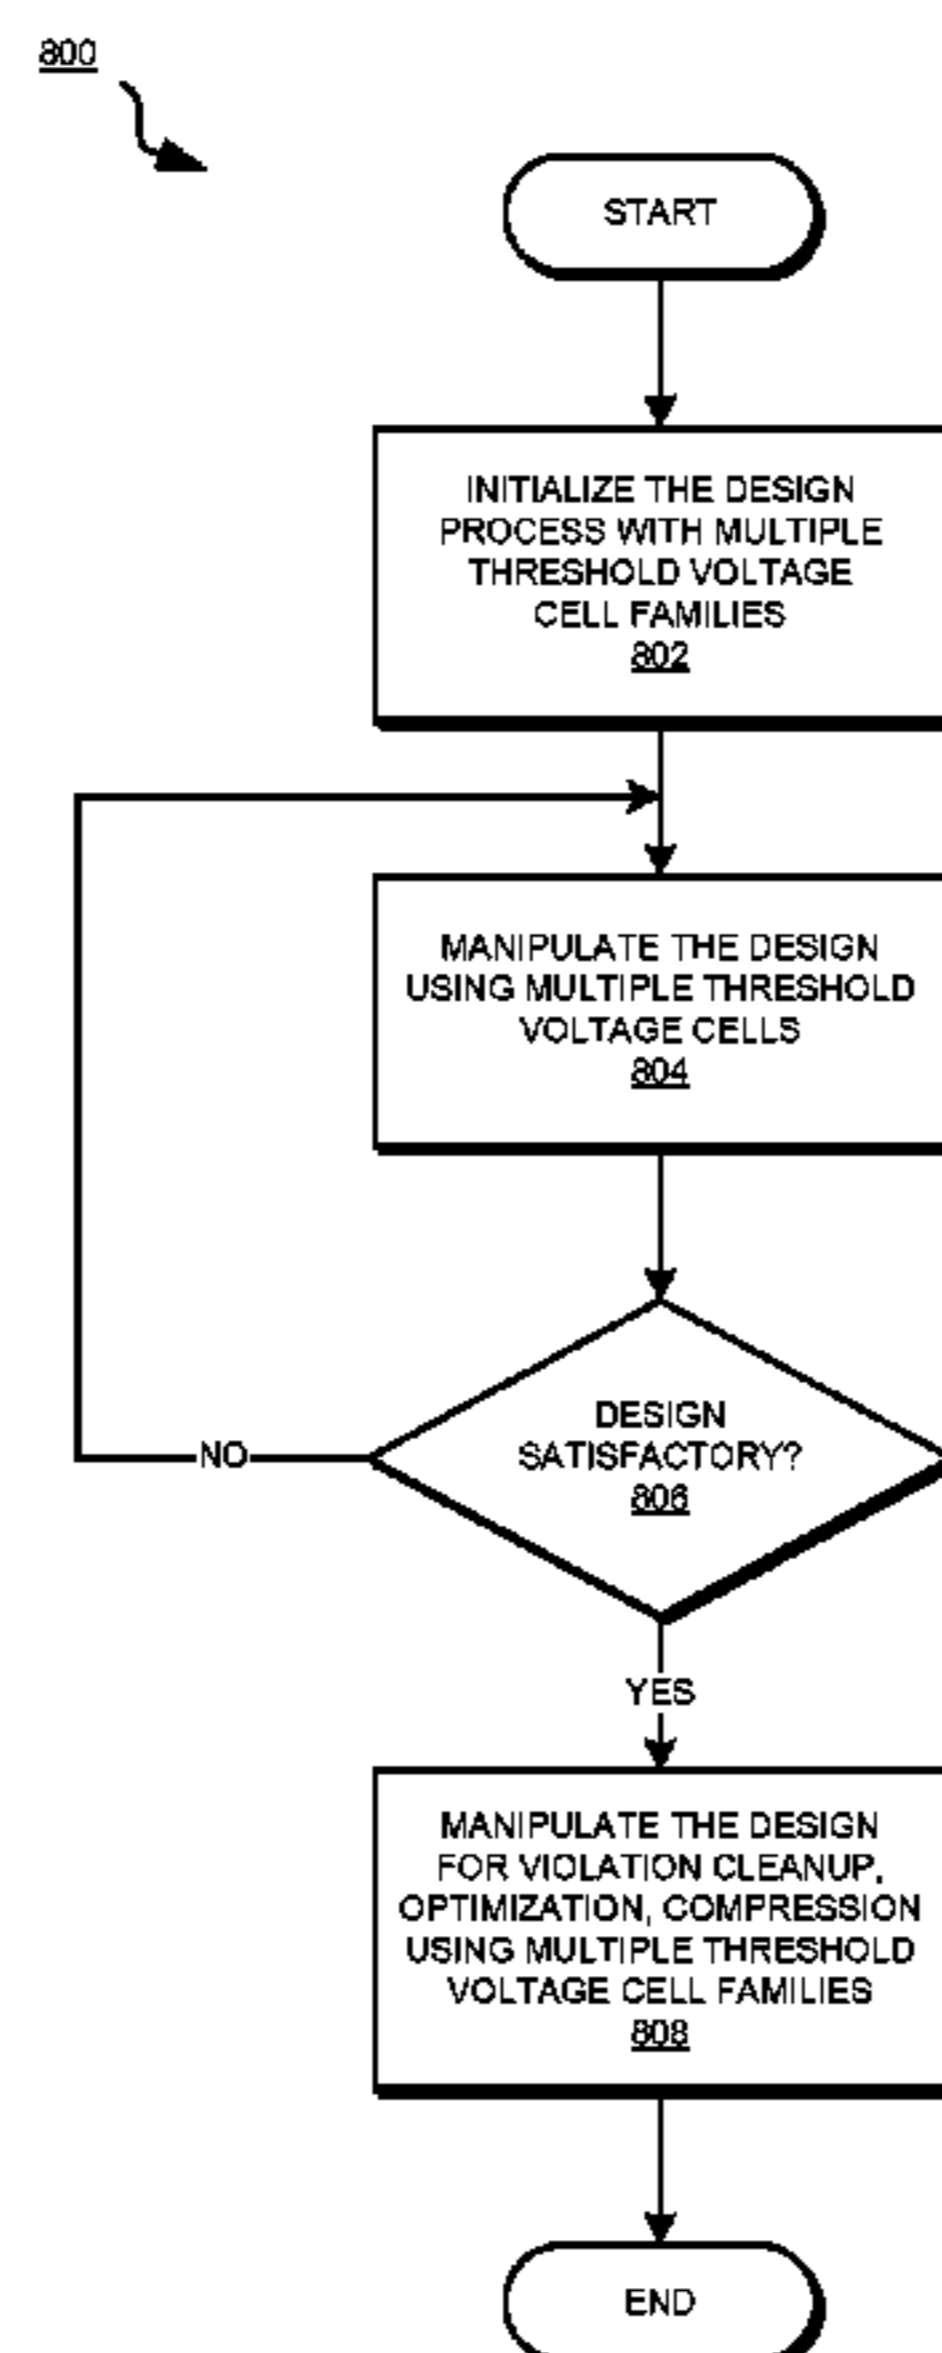 800
START
INITIALIZE THE DESIGN
PROCESS WITH MULTIPLE
THRESHOLD VOLTAGE
CELL FAMILIES
802
MANIPULATE THE DESIGN
USING MULTIPLE THRESHOLD
VOLTAGE CELLS
804
DESIGN
SATISFACTORY?
806
NO
YES
MANIPULATE THE DESIGN
FOR VIOLATION CLEANUP,
OPTIMIZATION, COMPRESSION
USING MULTIPLE THRESHOLD
VOLTAGE CELL FAMILIES
808
END